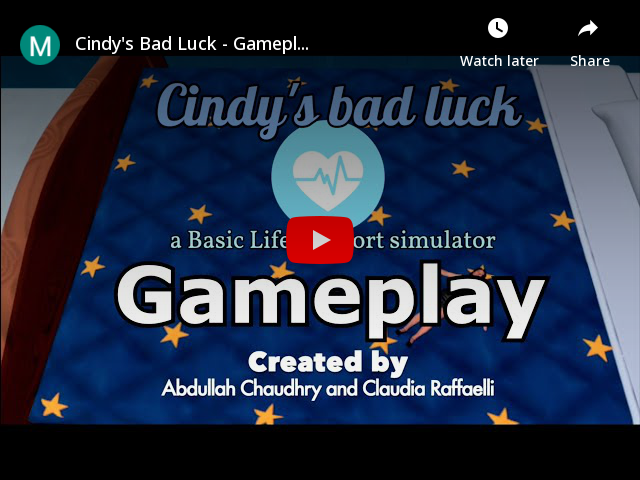 M
Cindy's Bad Luck - Gamepl...
Watch later
Share
Cindy's bad luck
a Basic Life ort simulator
Gameplay
Created by
Abdullah Chaudhry and Claudia Raffaelli